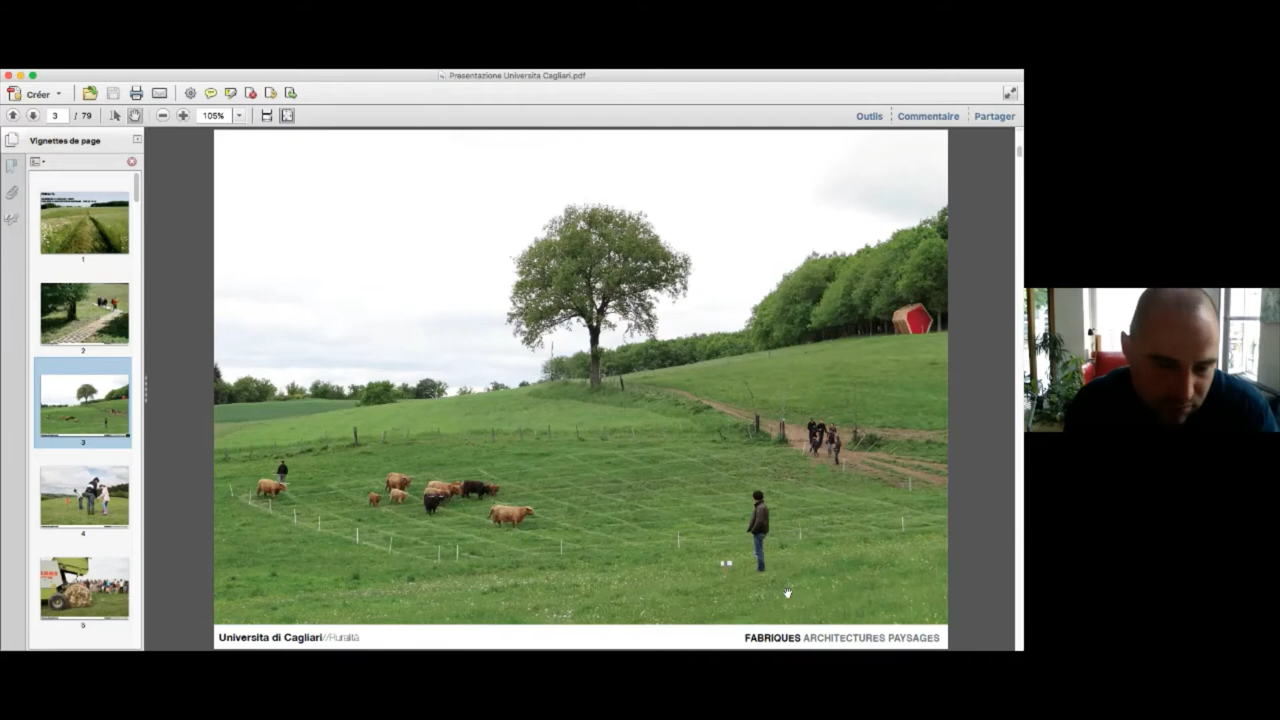 Presentazione Universita Cagliari.pdf
Créer
3 / 79
105%
Outils
Commentaire
Partager
Vignettes de page
1
2
3
4
5
Universita di Cagliari//Ruralità
FABRIQUES ARCHITECTURES PAYSAGES